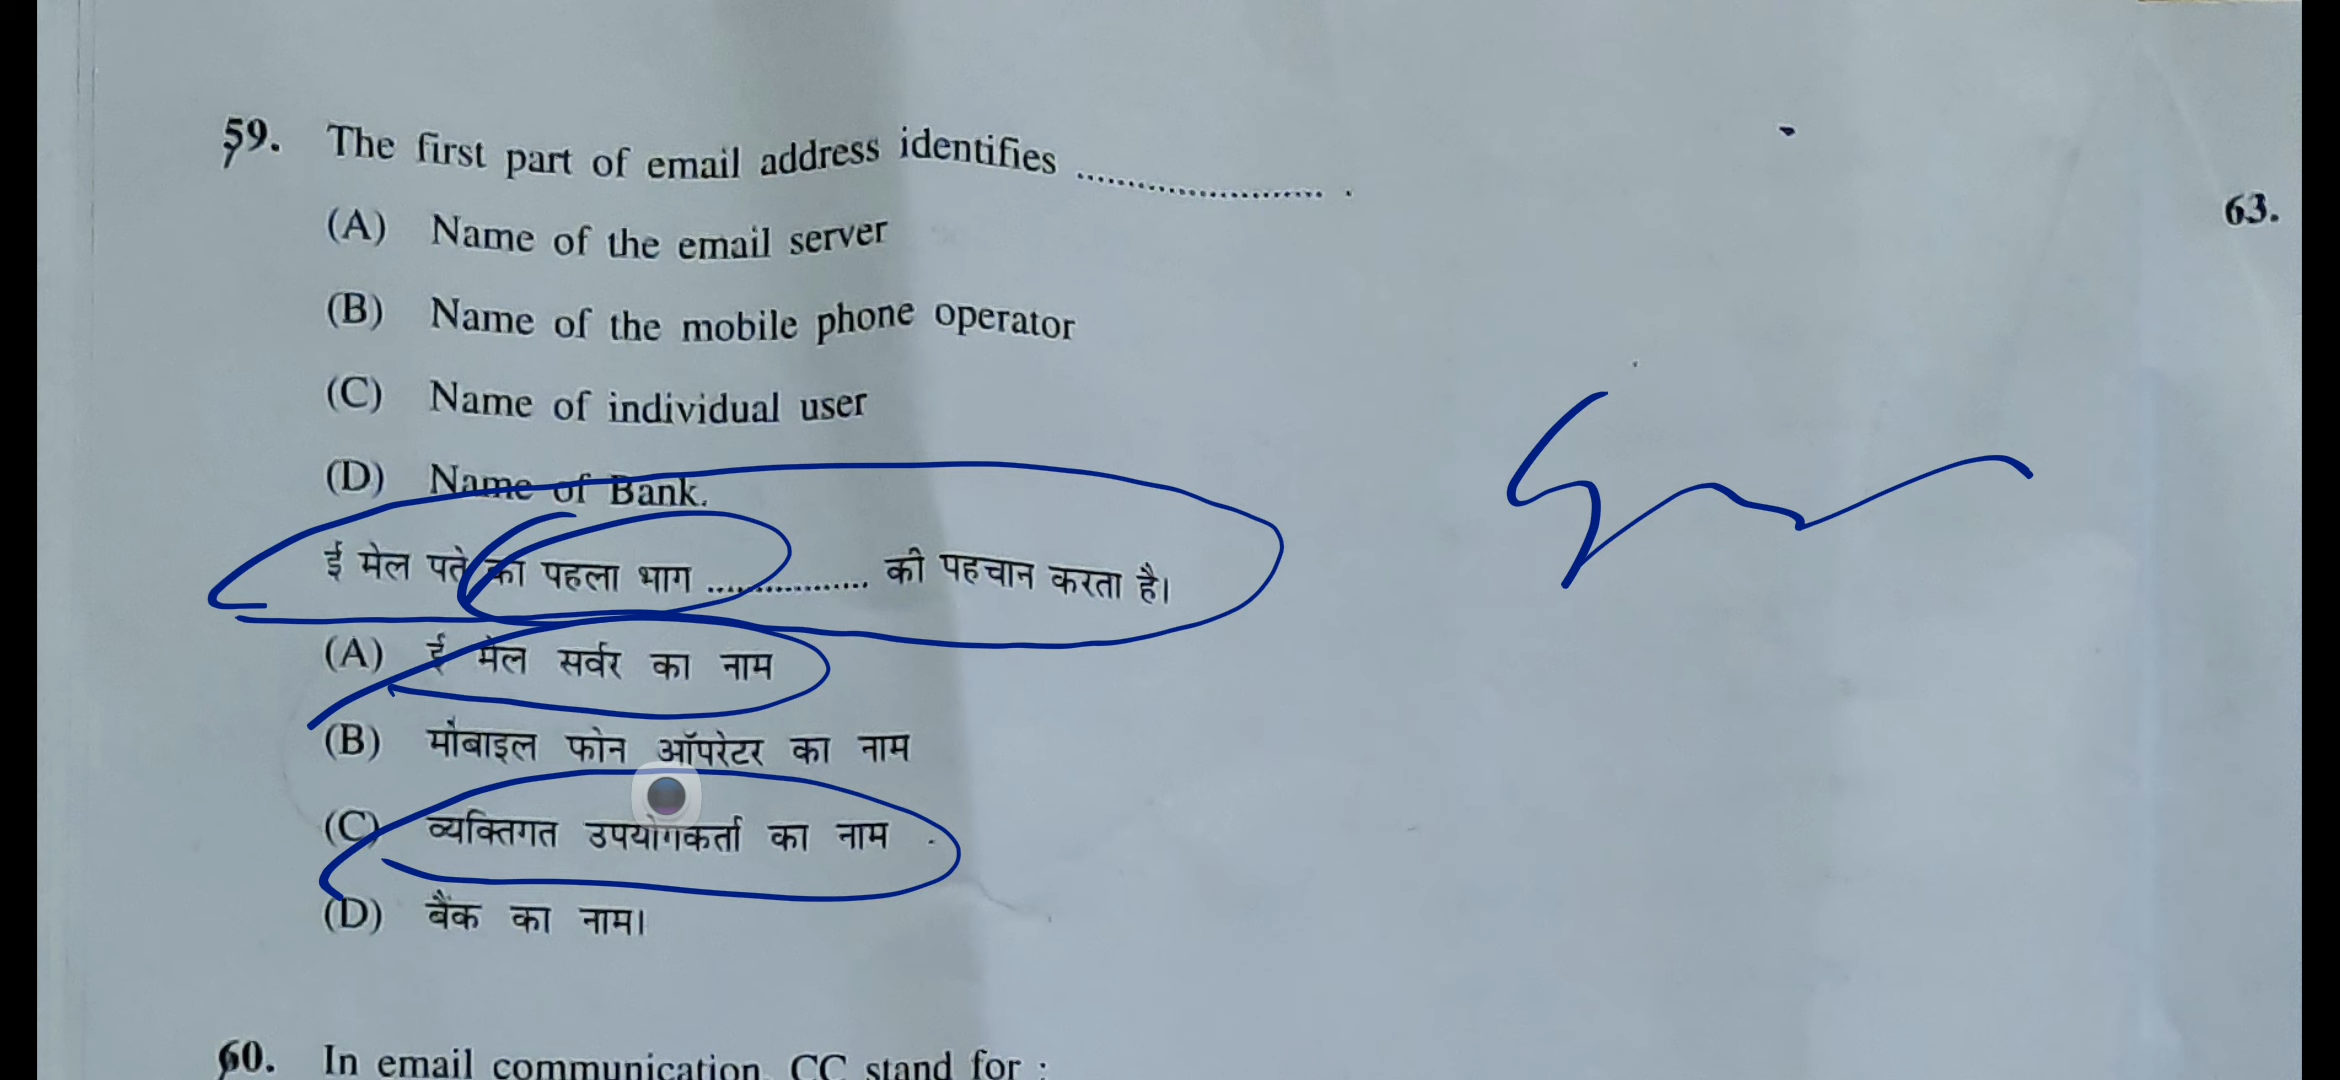 59. The first part of email address identifies ........................ .
(A) Name of the email server
(B) Name of the mobile phone operator
(C) Name of individual user
(D) Name of Bank.
ई मेल पते का पहला भाग ................ की पहचान करता है।
(A) ई मेल सर्वर का नाम
(B) मोबाइल फोन ऑपरेटर का नाम
(C) व्यक्तिगत उपयोगकर्ता का नाम
(D) बैंक का नाम।
60. In email communication, CC stand for :
63.